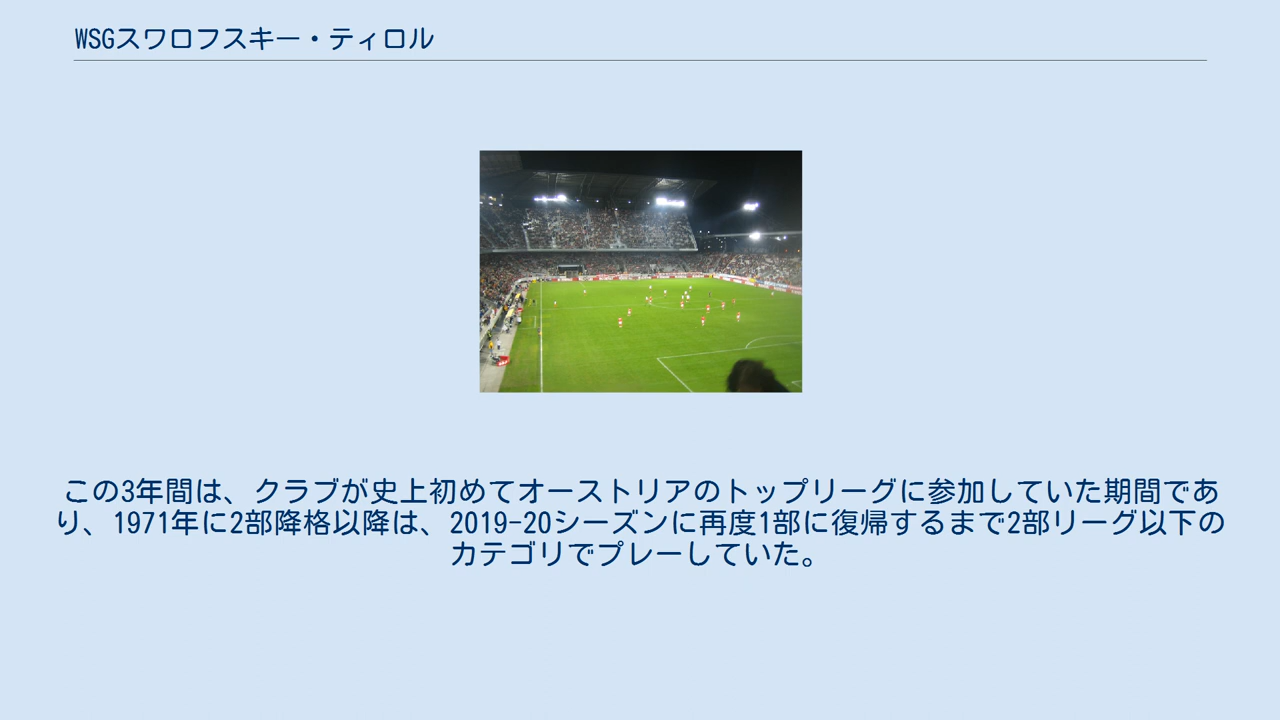 WSGスワロフスキー・ティロル
この3年間は、クラブが史上初めてオーストリアのトップリーグに参加していた期間であ
り、1971年に2部降格以降は、2019-20シーズンに再度1部に復帰するまで2部リーグ以下の
カテゴリでプレーしていた。